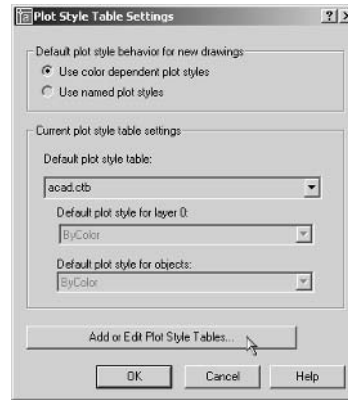 Plot Style Table Settings
Default plot style behavior for new drawings
Use color dependent plot styles
Use named plot styles
Current plot style table settings
Default plot style table:
acad.ctb
Default plot style for layer 0:
ByColor
Default plot style for objects:
ByColor
Add or Edit Plot Style Tables...
OK Cancel Help